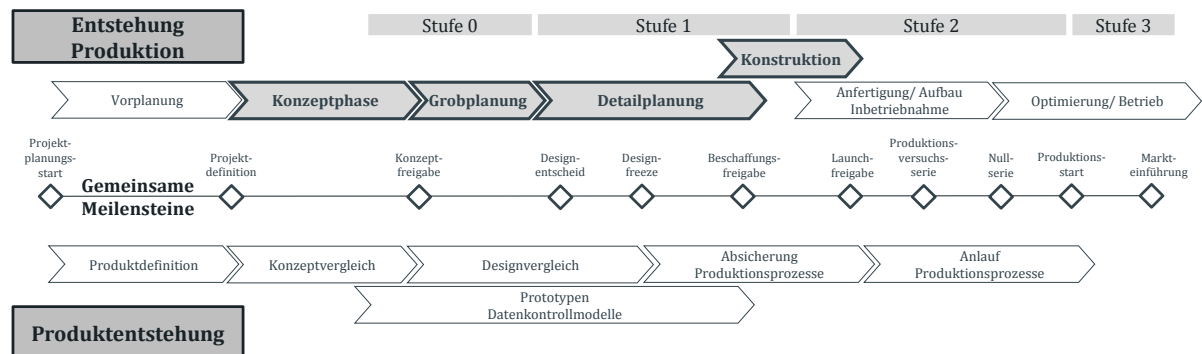 Entstehung
Produktion
Stufe 0
Stufe 1
Stufe 2
Stufe 3
Konstruktion
Vorplanung
Konzeptphase
Grobplanung
Detailplanung
Anfertigung/ Aufbau
Inbetriebnahme
Optimierung/ Betrieb
Projekt-
planungs-
start
Projekt-
definition
Konzept-
freigabe
Design-
entscheid
Design-
freeze
Beschaffungs-
freigabe
Launch-
freigabe
Produktions-
versuchs-
serie
Null-
serie
Produktions-
start
Markt-
einführung
Gemeinsame
Meilensteine
Produktdefinition
Konzeptvergleich
Designvergleich
Absicherung
Produktionsprozesse
Anlauf
Produktionsprozesse
Prototypen
Datenkontrollmodelle
Produktentstehung